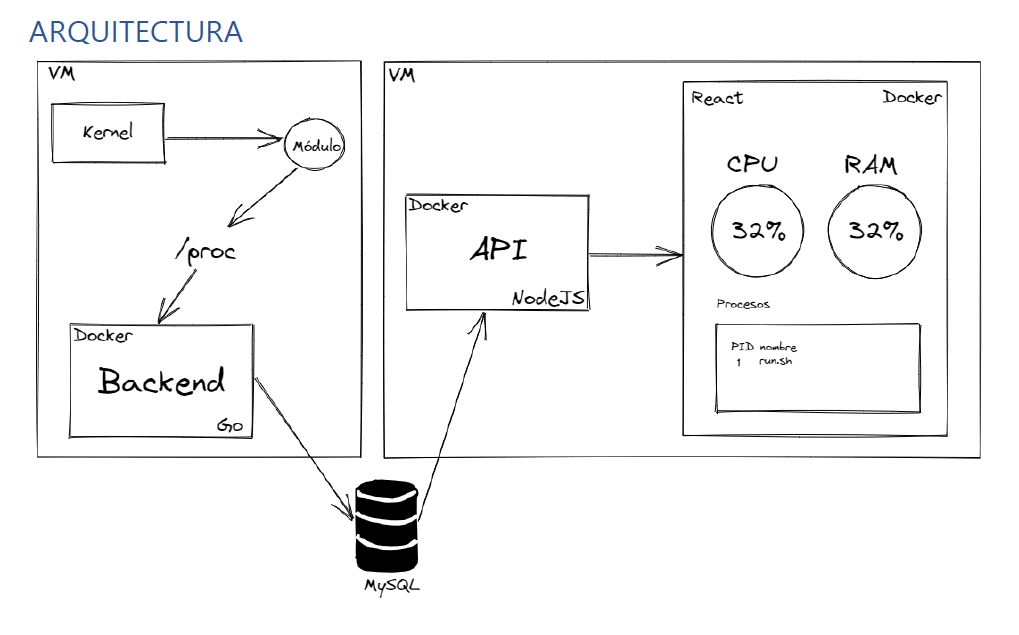 ARQUITECTURA
VM
Kernel
Módulo
/proc
Docker
Backend
Go
MySQL
VM
Docker
API
NodeJS
React Docker
CPU RAM
32% 32%
Procesos
PID nombre
1 run.sh